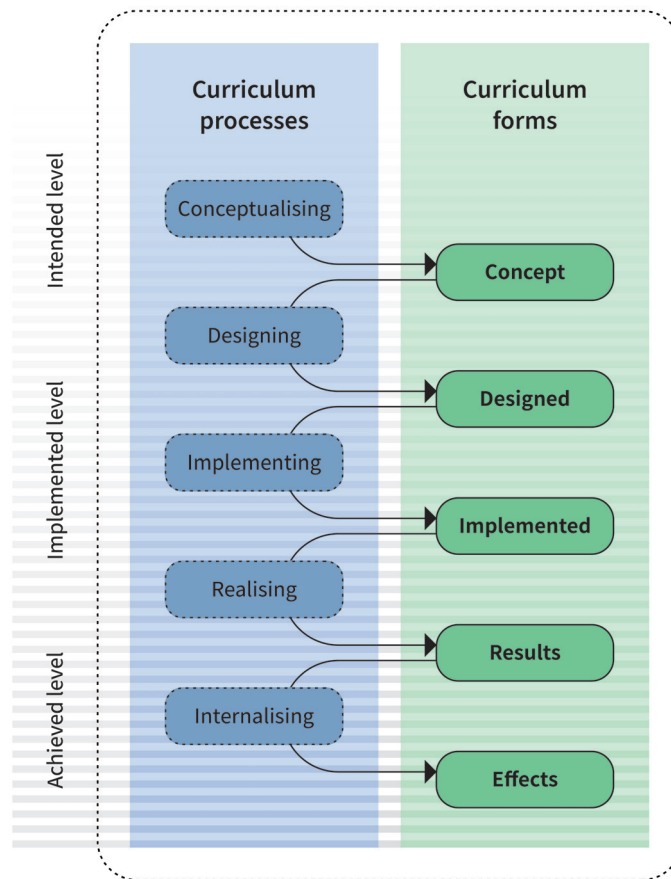 Curriculum
processes
Curriculum
forms
Intended level
Conceptualising
Concept
Designing
Designed
Implemented level
Implementing
Implemented
Realising
Results
Achieved level
Internalising
Effects